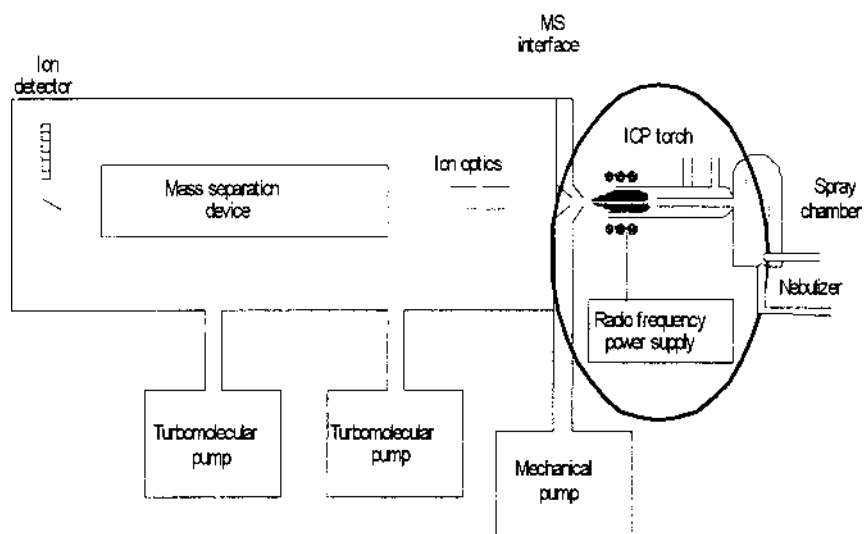 MS
interface
Ion
detector
ICP torch
Ion optics
Mass separation
device
Spray
chamber
Nebulizer
Radio frequency
power supply
Turbomolecular
pump
Turbomolecular
pump
Mechanical
pump